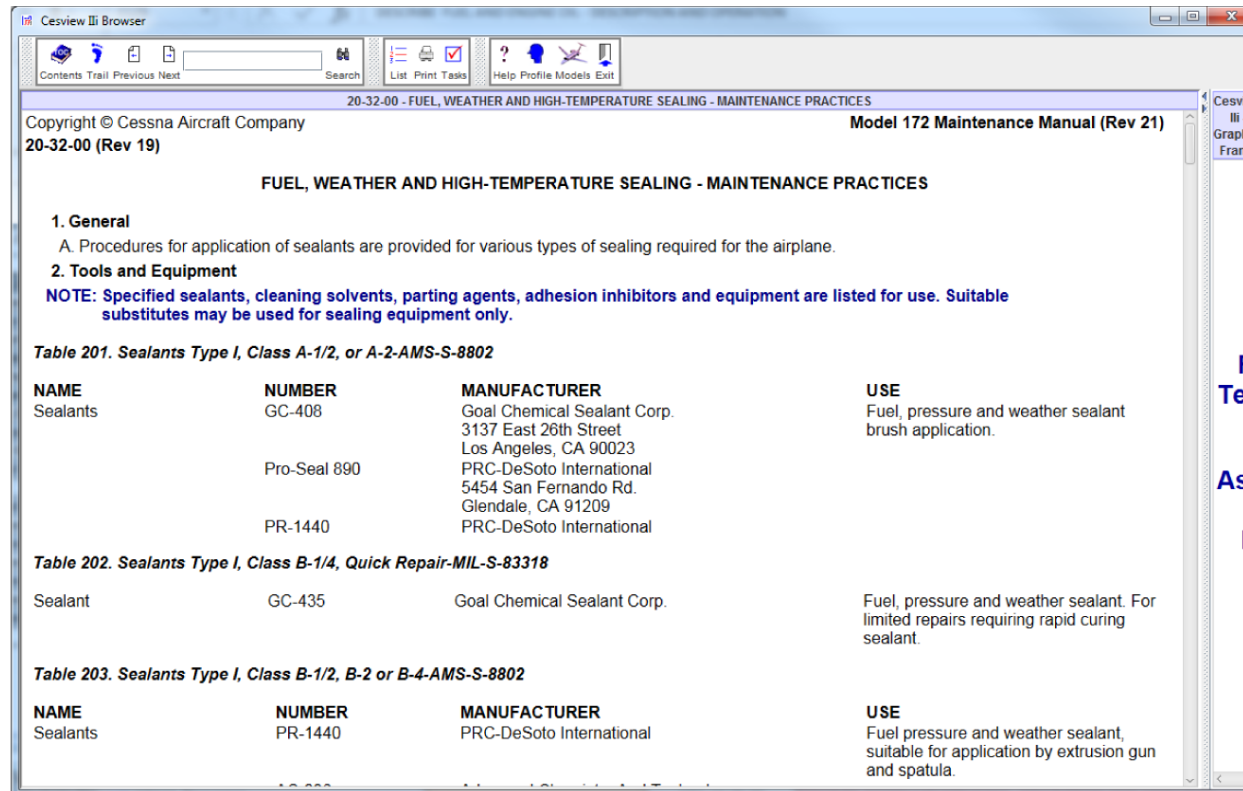 Cesview IIi Browser
Contents Trail Previous Next Search List Print Tasks Help Profile Models Exit
20-32-00 - FUEL, WEATHER AND HIGH-TEMPERATURE SEALING - MAINTENANCE PRACTICES
Copyright © Cessna Aircraft Company Model 172 Maintenance Manual (Rev 21)
20-32-00 (Rev 19)
FUEL, WEATHER AND HIGH-TEMPERATURE SEALING - MAINTENANCE PRACTICES
1. General
A. Procedures for application of sealants are provided for various types of sealing required for the airplane.
2. Tools and Equipment
NOTE: Specified sealants, cleaning solvents, parting agents, adhesion inhibitors and equipment are listed for use. Suitable
substitutes may be used for sealing equipment only.
Table 201. Sealants Type I, Class A-1/2, or A-2-AMS-S-8802
NAME NUMBER MANUFACTURER USE
Sealants GC-408 Goal Chemical Sealant Corp. Fuel, pressure and weather sealant
3137 East 26th Street brush application.
Los Angeles, CA 90023
Pro-Seal 890 PRC-DeSoto International
5454 San Fernando Rd.
Glendale, CA 91209
PR-1440 PRC-DeSoto International
Table 202. Sealants Type I, Class B-1/4, Quick Repair-MIL-S-83318
Sealant GC-435 Goal Chemical Sealant Corp. Fuel, pressure and weather sealant. For
limited repairs requiring rapid curing
sealant.
Table 203. Sealants Type I, Class B-1/2, B-2 or B-4-AMS-S-8802
NAME NUMBER MANUFACTURER USE
Sealants PR-1440 PRC-DeSoto International Fuel pressure and weather sealant,
suitable for application by extrusion gun
and spatula.
Cesv
IIi
Grap
Fran
Te
As